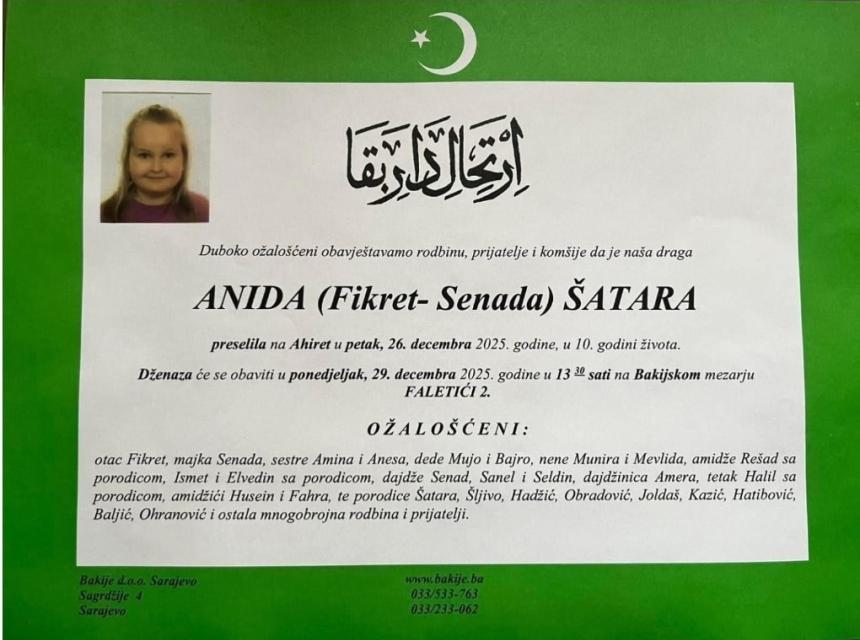 اِرْتِحَالِ دَارِ بَقَا
Duboko ožalošćeni obavještavamo rodbinu, prijatelje i komšije da je naša draga
ANIDA (Fikret- Senada) ŠATARA
preselila na Ahiret u petak, 26. decembra 2025. godine, u 10. godini života.
Dženaza će se obaviti u ponedjeljak, 29. decembra 2025. godine u 13 30 sati na Bakijskom mezarju
FALETIĆI 2.
OŽALOŠĆENI:
otac Fikret, majka Senada, sestre Amina i Anesa, dede Mujo i Bajro, nene Munira i Mevlida, amidže Rešad sa
porodicom, Ismet i Elvedin sa porodicom, dajdže Senad, Sanel i Seldin, dajdžinica Amera, tetak Halil sa
porodicom, amidžići Husein i Fahra, te porodice Šatara, Šljivo, Hadžić, Obradović, Joldaš, Kazić, Hatibović,
Baljić, Ohranović i ostala mnogobrojna rodbina i prijatelji.
Bakije d.o.o. Sarajevo
Sagrdžije 4
Sarajevo
www.bakije.ba
033/533-763
033/233-062